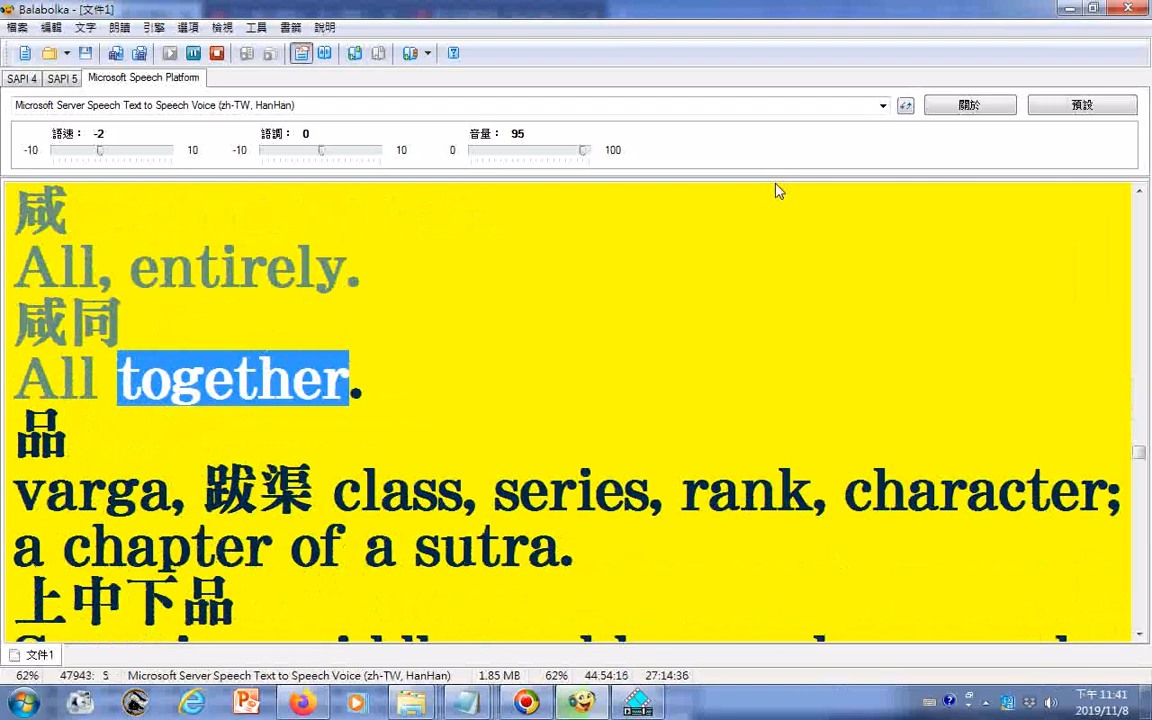 Balabolka - [文件1]
檔案 編輯 文字 朗讀 引擎 選項 檢視 工具 書籤 說明
SAPI 4 SAPI 5 Microsoft Speech Platform
Microsoft Server Speech Text to Speech Voice (zh-TW, HanHan) 關於 預設
語速： -2 語調： 0 音量： 95
-10 10 -10 10 0 100
咸
All, entirely.
咸同
All together.
品
varga, 跋渠 class, series, rank, character;
a chapter of a sutra.
上中下品
文件1
62% 47943: Microsoft Server Speech Text to Speech Voice (zh-TW, HanHan) 1.85 MB 62% 44:54:16 27:14:36
下午 11:41
2019/11/8